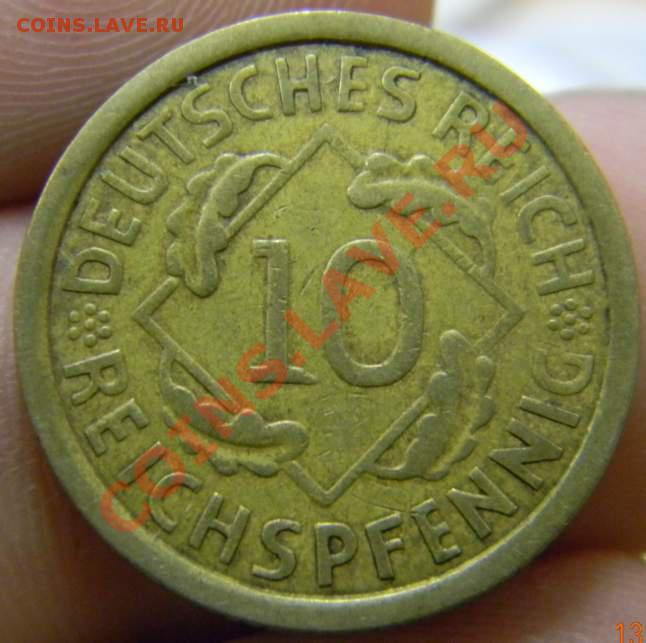 COINS.LAVE.RU
DEUTSCHES REICH
10
REICHSPFENNIG
COINS.LAVE.RU
13